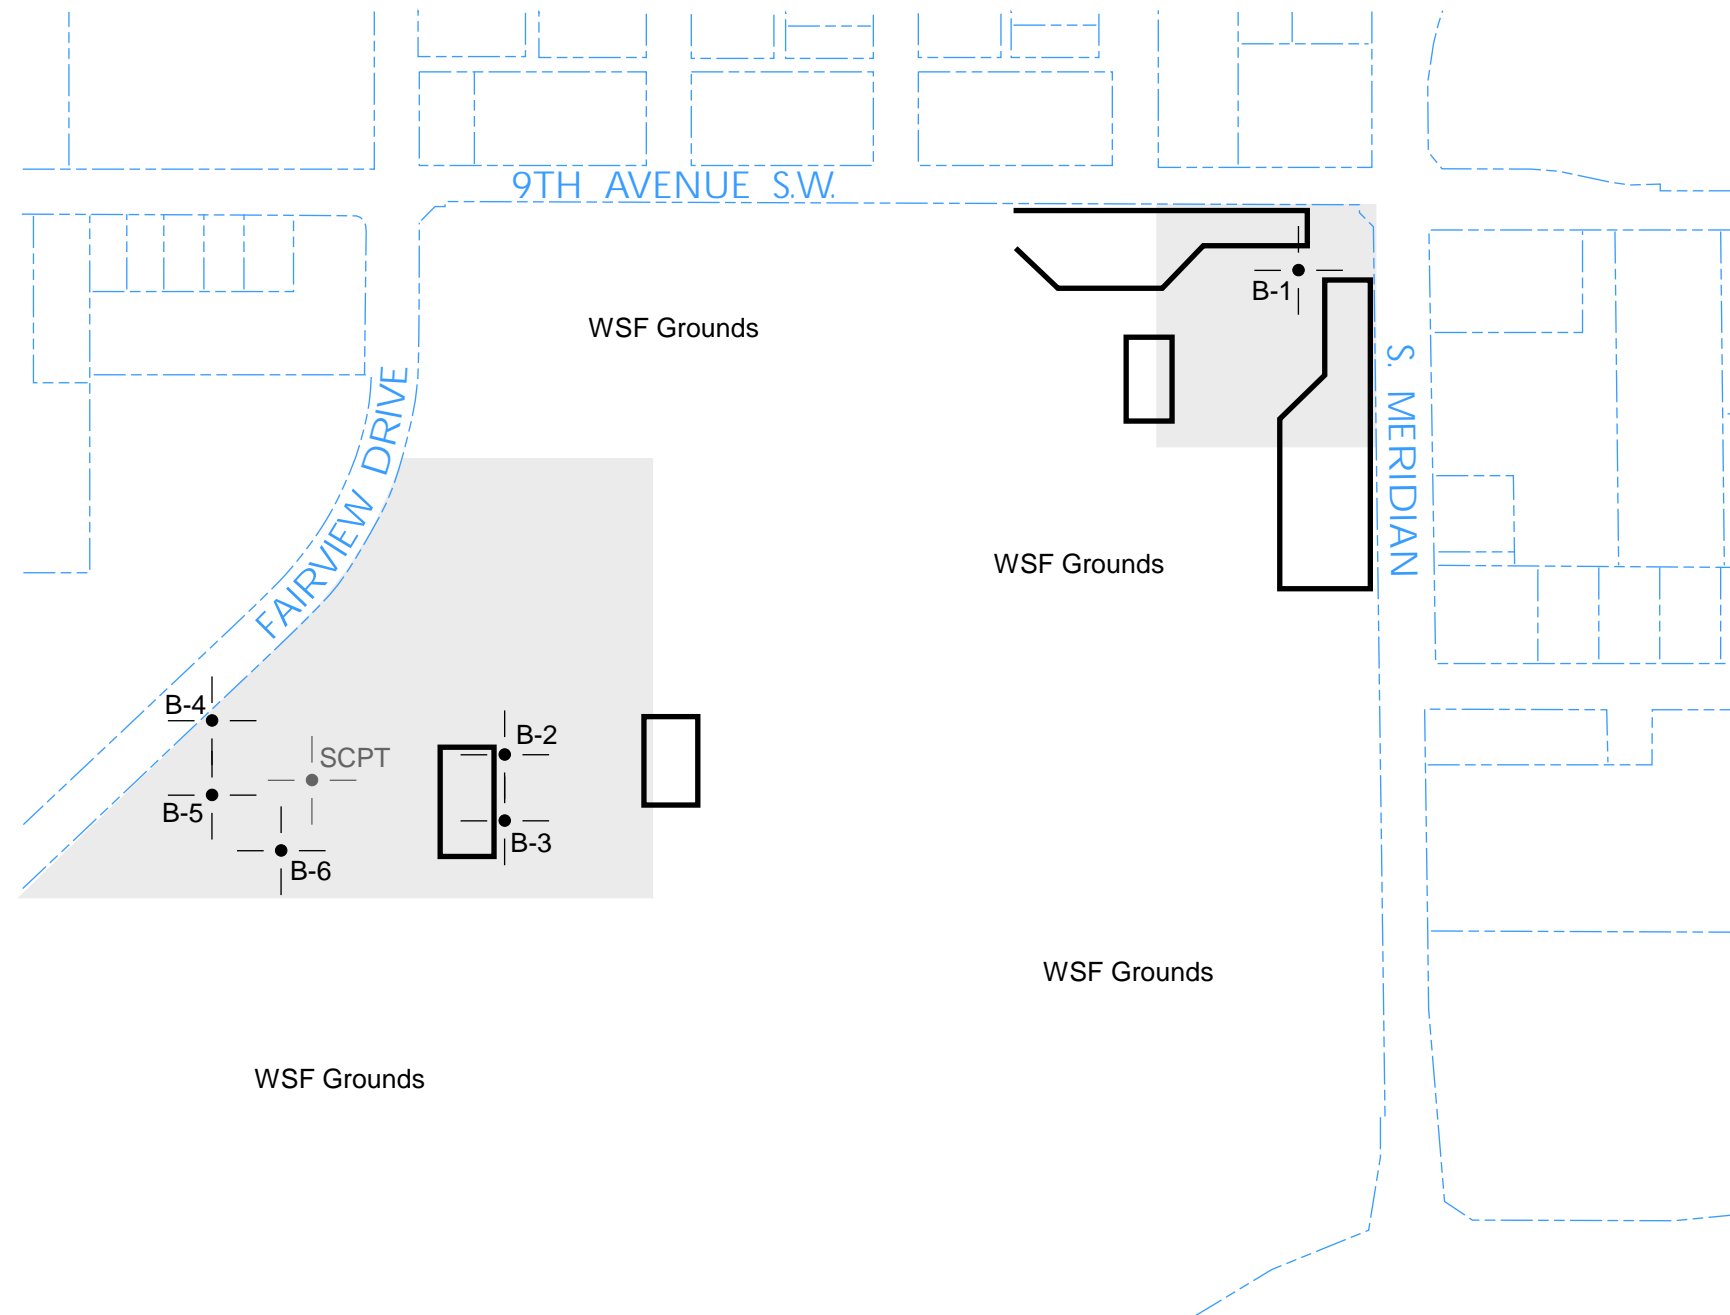 9TH AVENUE S.W.
B-1
WSF Grounds
S. MERIDIAN
FAIRVIEW DRIVE
WSF Grounds
B-4
B-2
SCPT
B-5
B-3
B-6
WSF Grounds
WSF Grounds